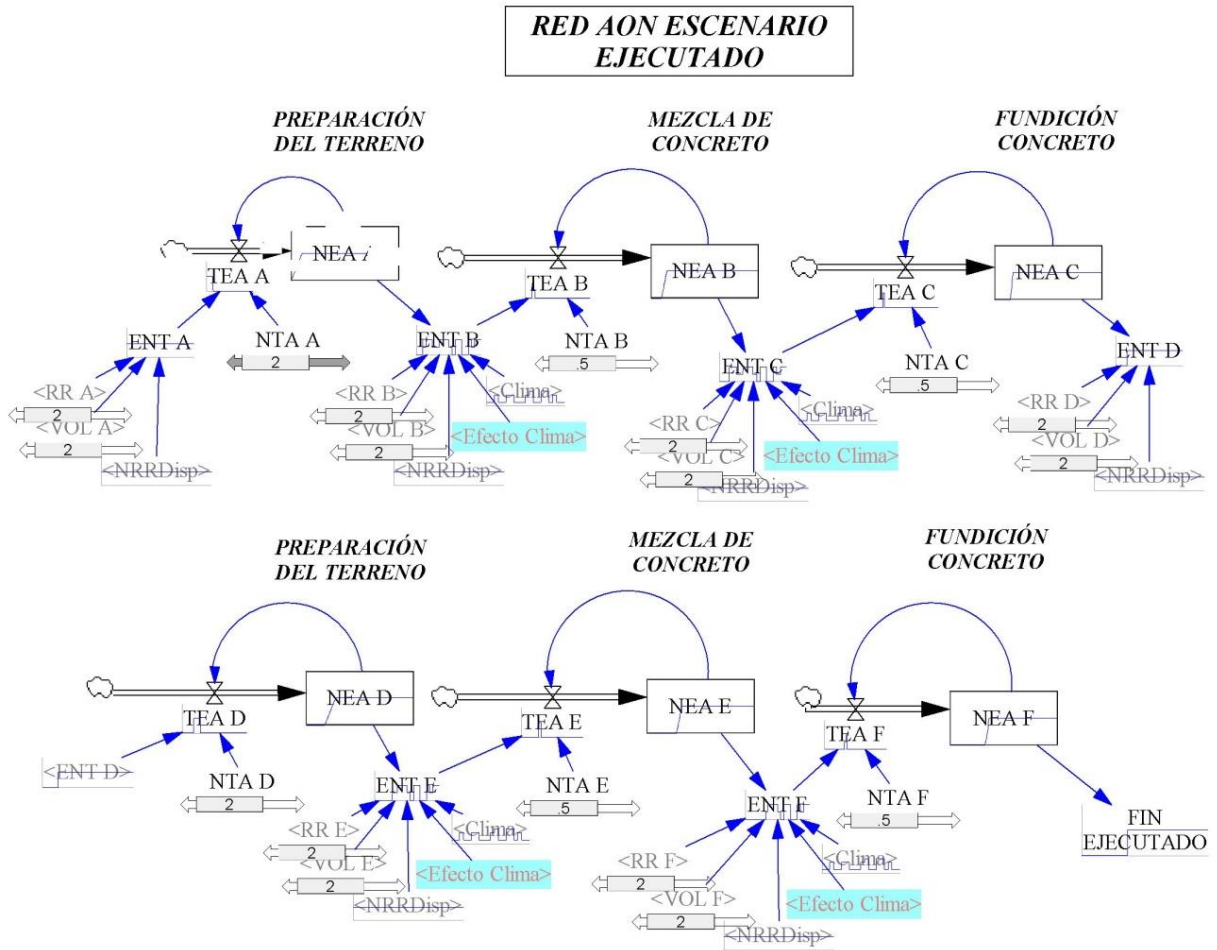 RED AON ESCENARIO
EJECUTADO
PREPARACIÓN
DEL TERRENO
MEZCLA DE
CONCRETO
FUNDICIÓN
CONCRETO
NEA A
NEA B
NEA C
TEA A
TEA B
TEA C
ENT A
NTA A
2
ENT B
NTA B
.5
ENT C
NTA C
.5
ENT D
<RR A>
2
<VOL A>
2
<NRRDisp>
<RR B>
2
<VOL B>
2
<NRRDisp>
<Clima>
<Efecto Clima>
<RR C>
2
<VOL C>
2
<NRRDisp>
<Clima>
<Efecto Clima>
<RR D>
2
<VOL D>
2
<NRRDisp>
PREPARACIÓN
DEL TERRENO
MEZCLA DE
CONCRETO
FUNDICIÓN
CONCRETO
NEA D
NEA E
NEA F
TEA D
TEA E
TEA F
<ENT D>
NTA D
2
ENT E
NTA E
.5
ENT F
NTA F
.5
FIN
EJECUTADO
<RR E>
2
<VOL E>
2
<NRRDisp>
<Clima>
<Efecto Clima>
<RR F>
2
<VOL F>
2
<NRRDisp>
<Clima>
<Efecto Clima>